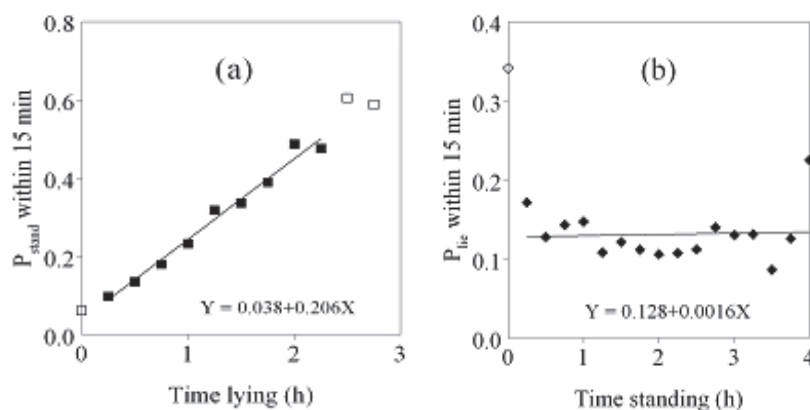 (a)
P_stand within 15 min
0.8
0.6
0.4
0.2
0.0
Y = 0.038+0.206X
0 1 2 3
Time lying (h)
(b)
P_lie within 15 min
0.4
0.3
0.2
0.1
0.0
Y = 0.128+0.0016X
0 1 2 3 4
Time standing (h)